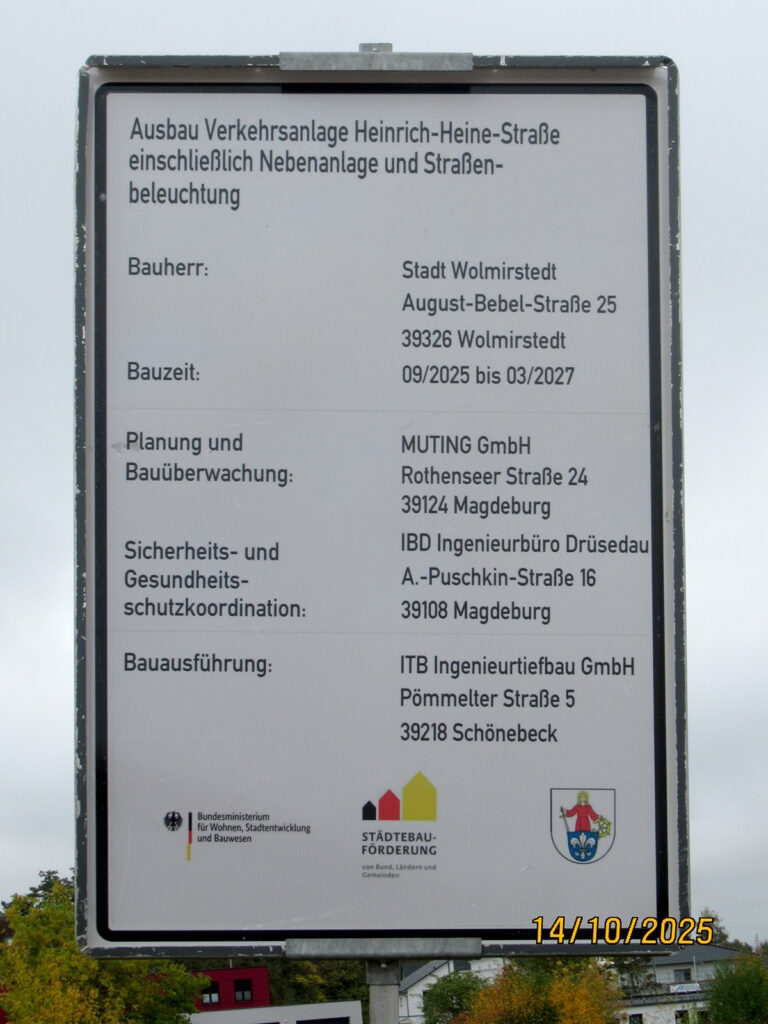 Ausbau Verkehrsanlage Heinrich-Heine-Straße
einschließlich Nebenanlage und Straßen-
beleuchtung
Bauherr:
Stadt Wolmirstedt
August-Bebel-Straße 25
39326 Wolmirstedt
Bauzeit:
09/2025 bis 03/2027
Planung und
Bauüberwachung:
MUTING GmbH
Rothenseer Straße 24
39124 Magdeburg
Sicherheits- und
Gesundheits-
schutzkoordination:
IBD Ingenieurbüro Drüsedau
A.-Puschkin-Straße 16
39108 Magdeburg
Bauausführung:
ITB Ingenieurtiefbau GmbH
Pömmelter Straße 5
39218 Schönebeck
Bundesministerium
für Wohnen, Stadtentwicklung
und Bauwesen
STÄDTEBAU-
FÖRDERUNG
von Bund, Ländern und
Gemeinden
14/10/2025